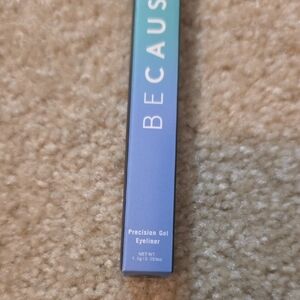 BECAUS
Precision Gel
Eyeliner
NET WT